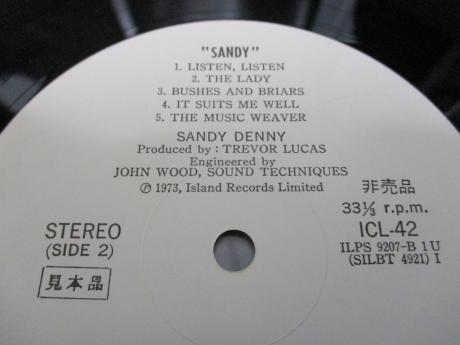 "SANDY"
1. LISTEN, LISTEN
2. THE LADY
3. BUSHES AND BRIARS
4. IT SUITS ME WELL
5. THE MUSIC WEAVER
SANDY DENNY
Produced by : TREVOR LUCAS
Engineered by
JOHN WOOD, SOUND TECHNIQUES
Ⓟ 1973, Island Records Limited
STEREO
(SIDE 2)
見本品
非売品
33⅓ r.p.m.
ICL-42
ILPS 9207-B 1U
(SILBT 4921) I